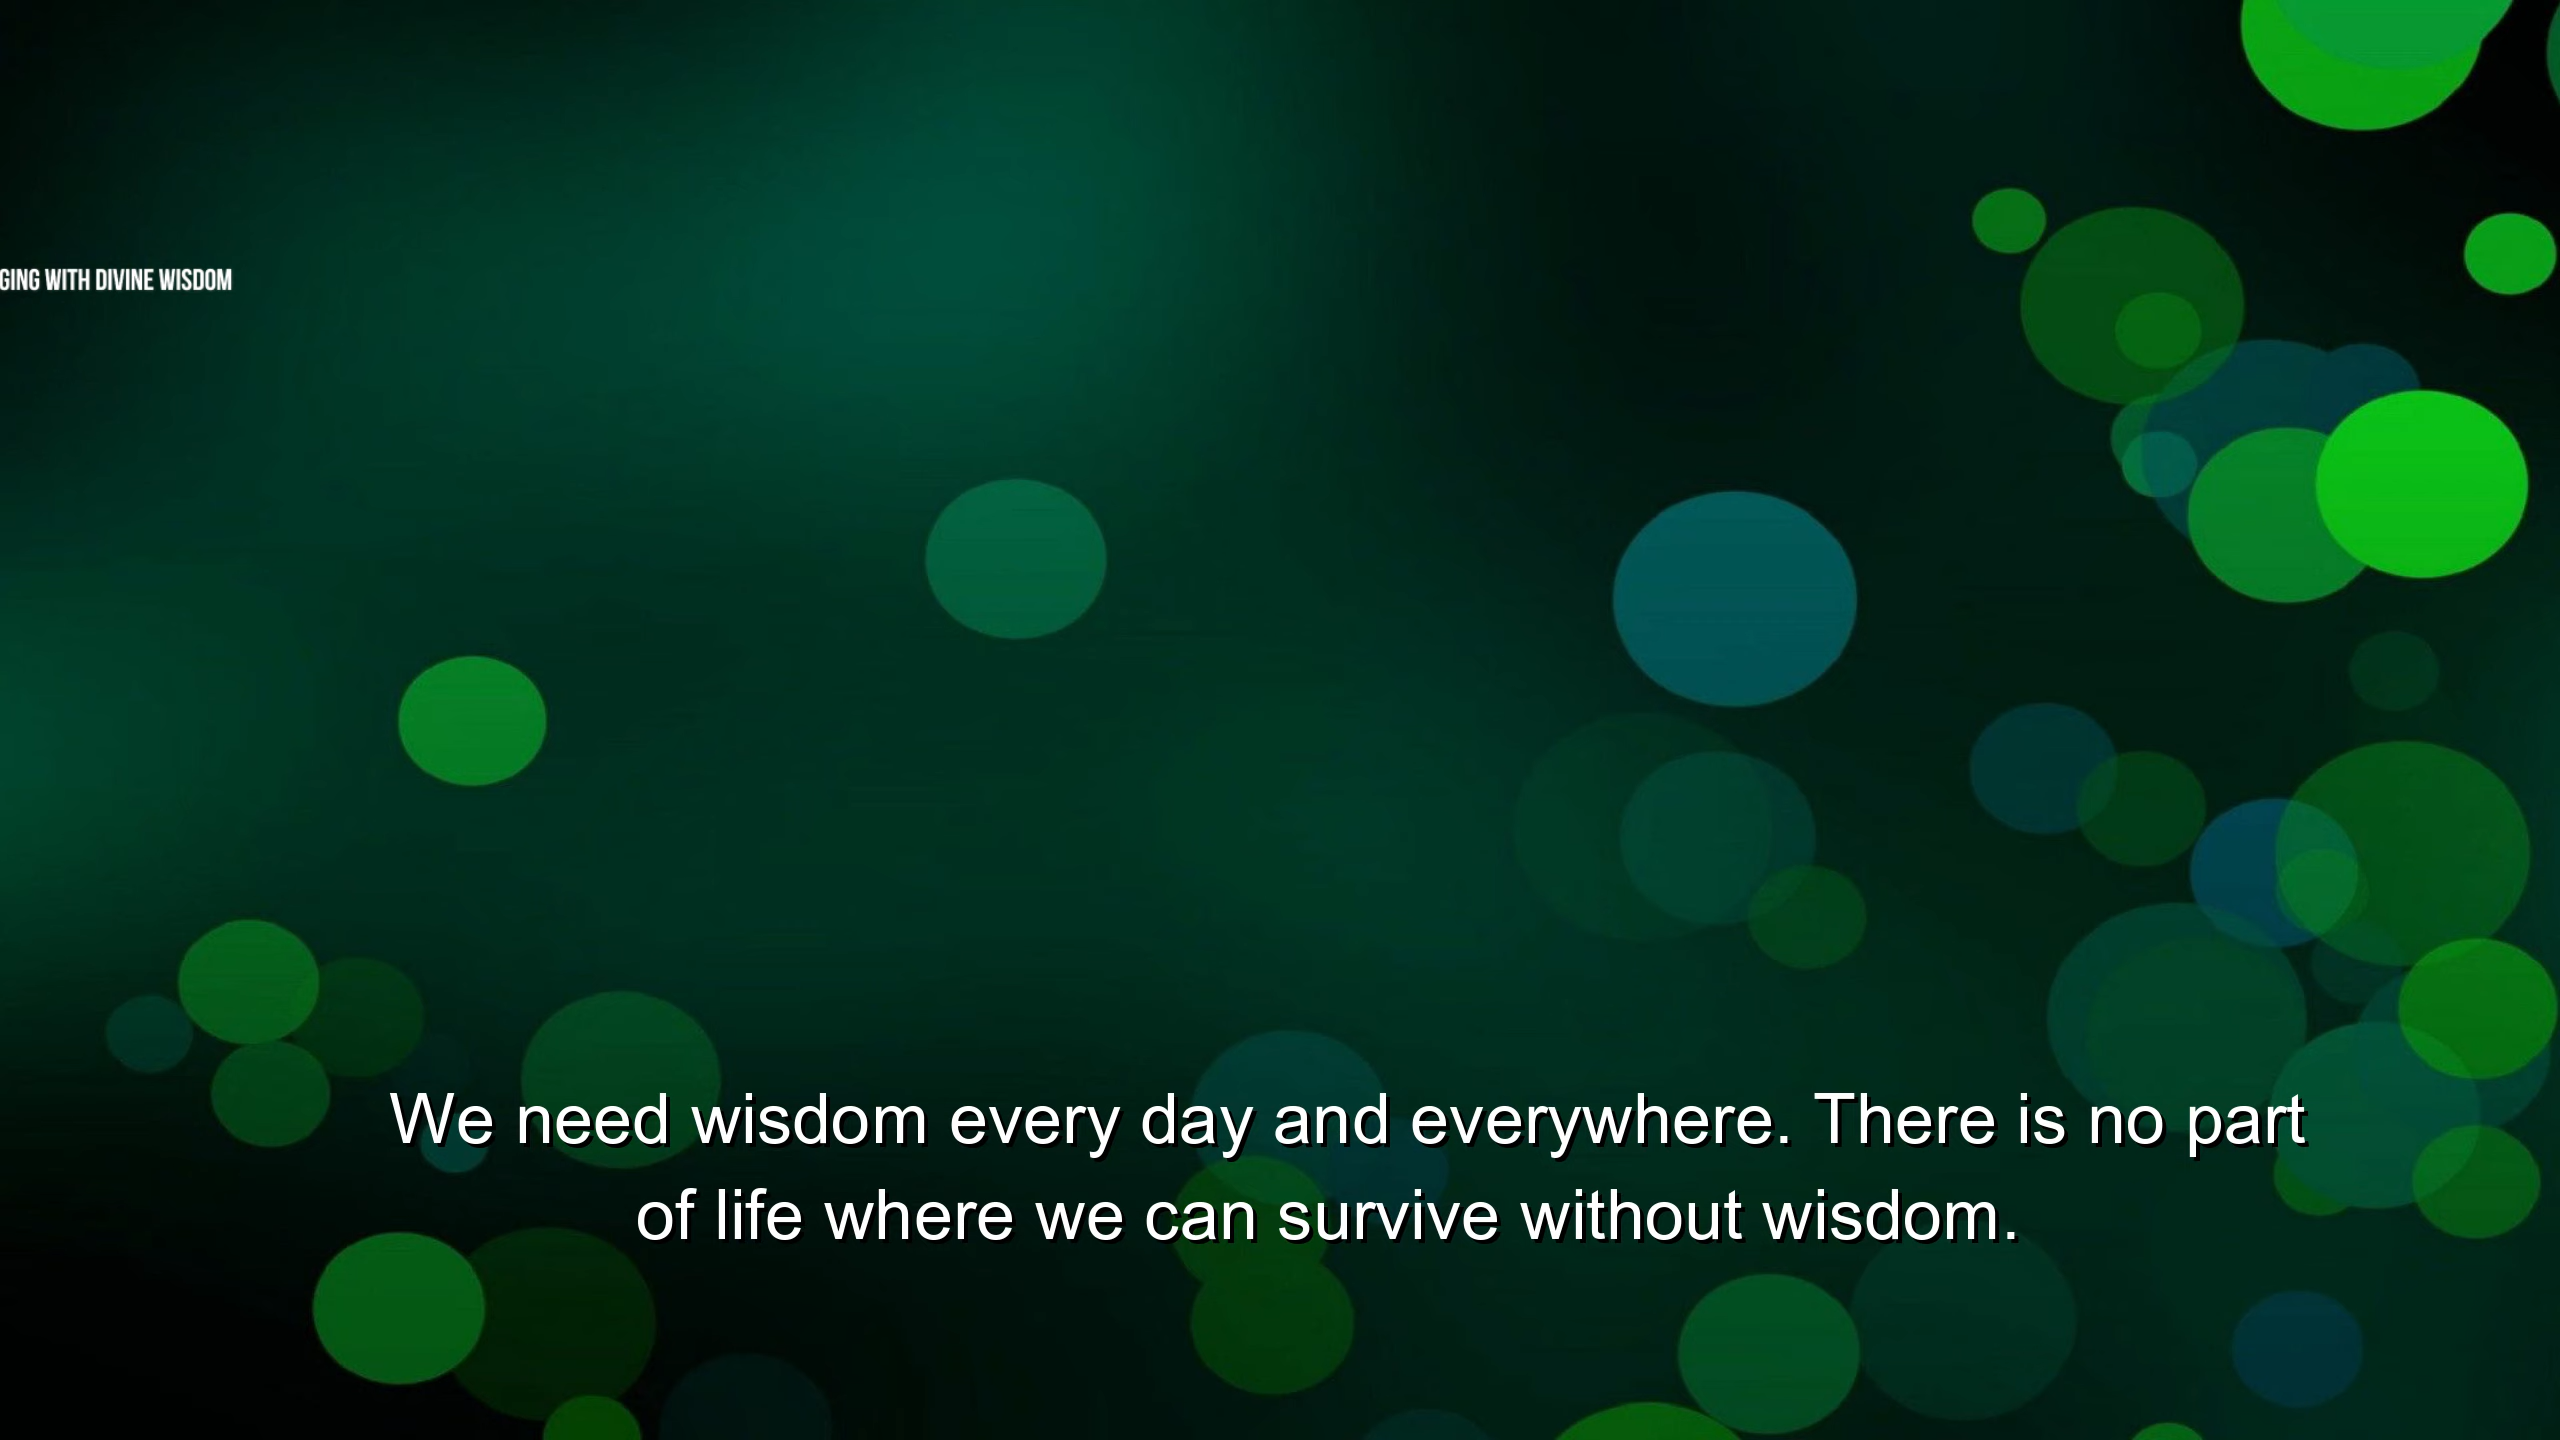 WITH DIVINE WISDOM
We need wisdom every day and everywhere. There is no part
of life where we can survive without wisdom.